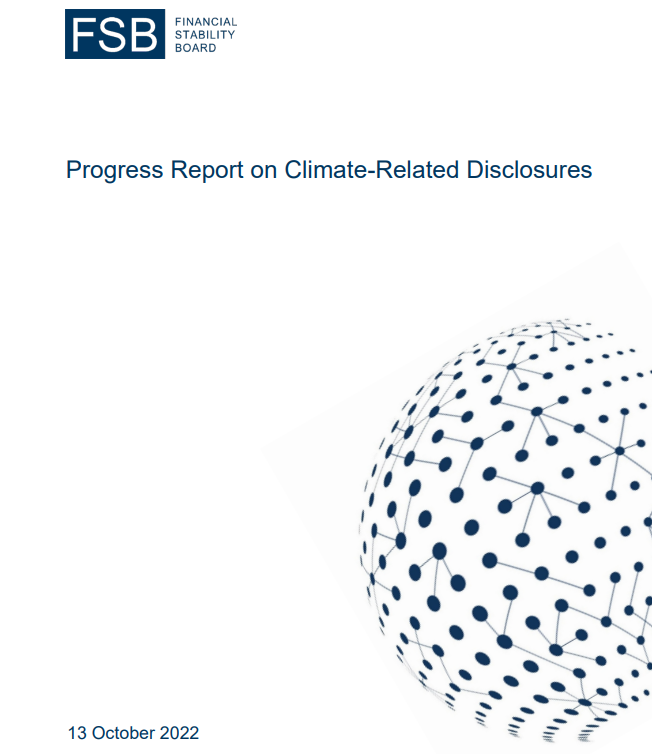 FSB
FINANCIAL
STABILITY
BOARD
Progress Report on Climate-Related Disclosures
13 October 2022